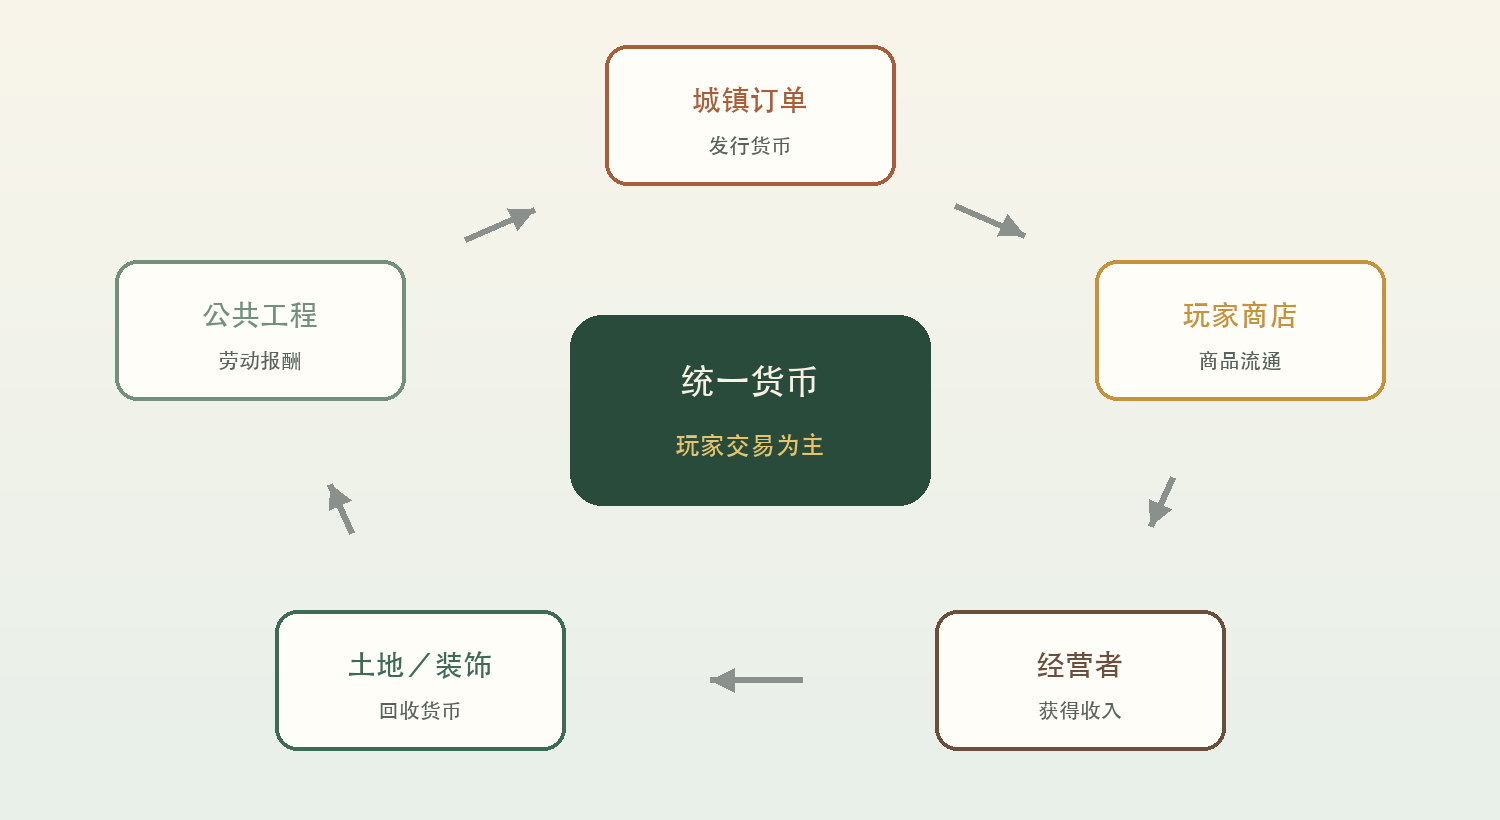 城镇订单
发行货币
公共工程
劳动报酬
玩家商店
商品流通
统一货币
玩家交易为主
土地／装饰
回收货币
经营者
获得收入